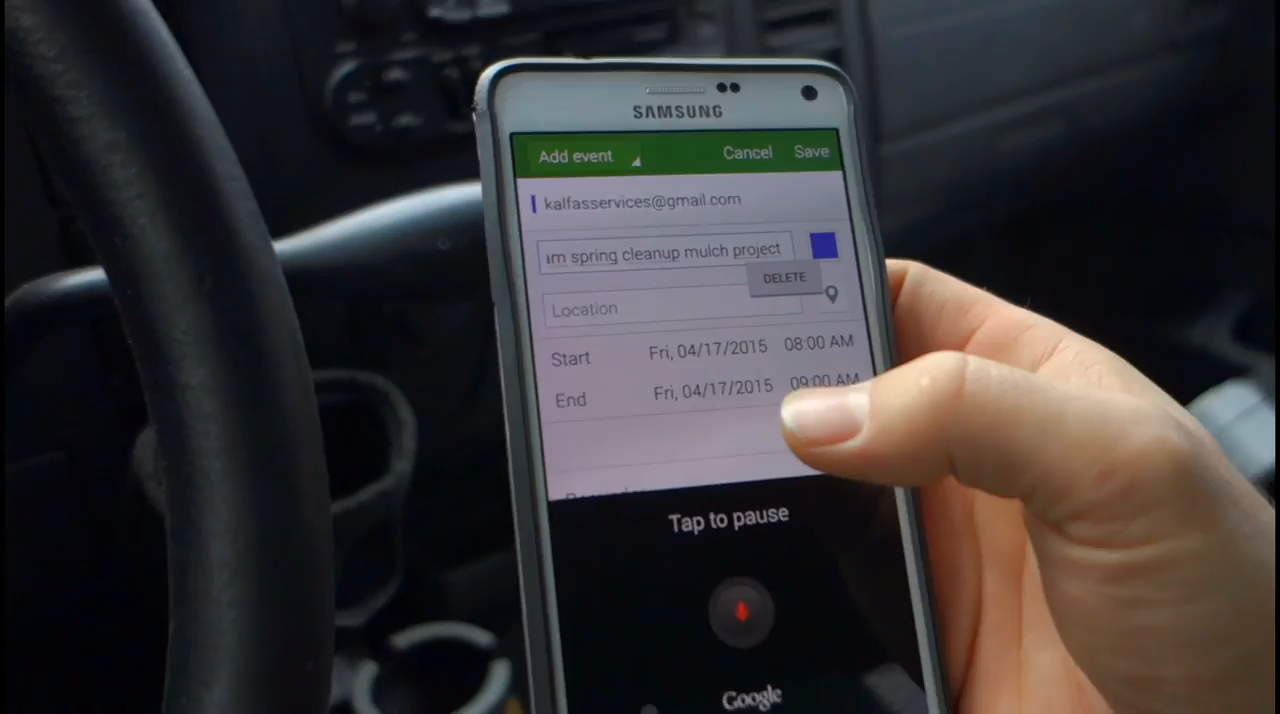 SAMSUNG
Add event Cancel Save
kalfasservices@gmail.com
spring cleanup mulch project
DELETE
Location
Start Fri, 04/17/2015 08:00 AM
End Fri, 04/17/2015 09:00 AM
Tap to pause
Google